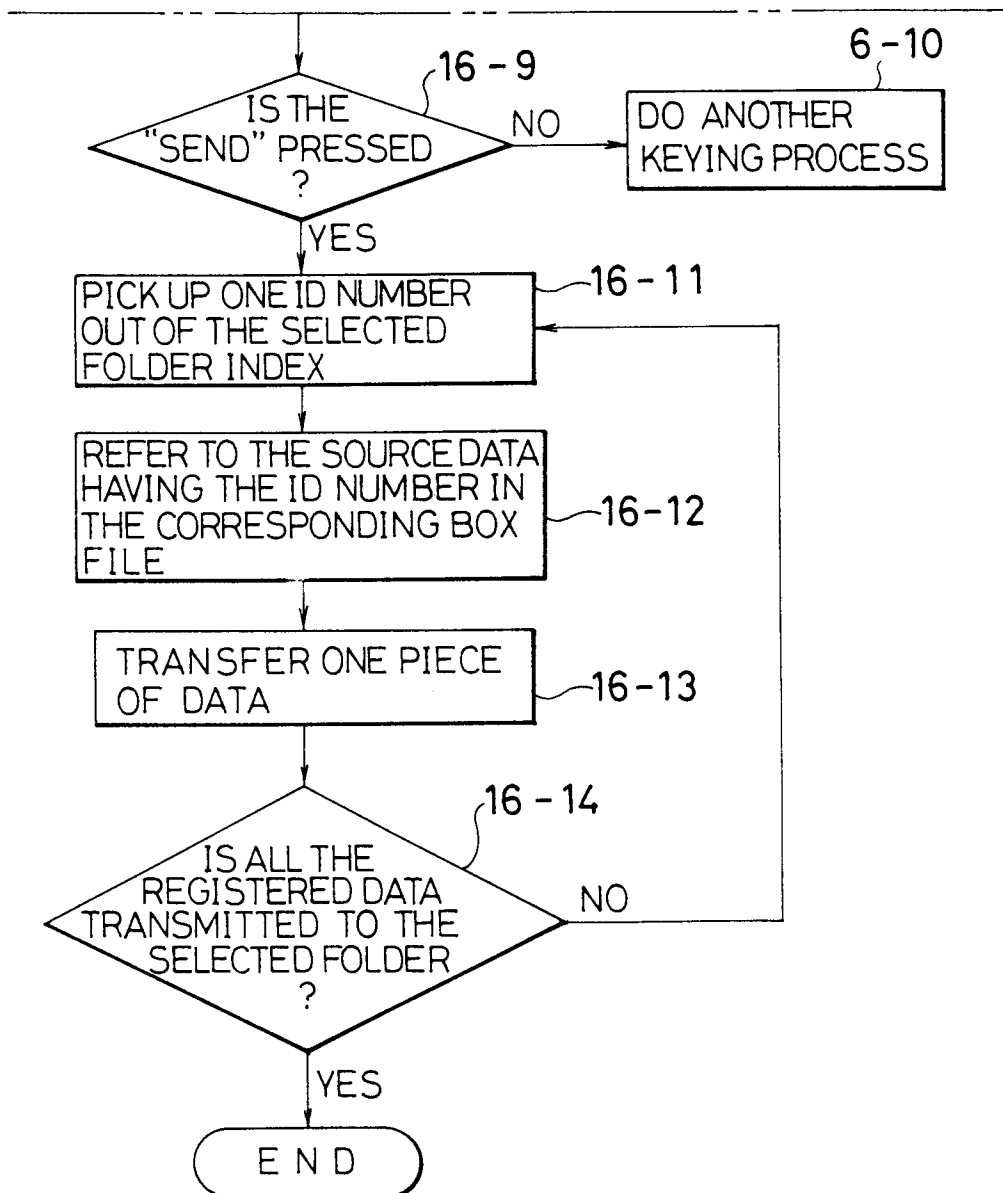 16-9
IS THE
"SEND" PRESSED
?
NO
6-10
DO ANOTHER
KEYING PROCESS
YES
16-11
PICK UP ONE ID NUMBER
OUT OF THE SELECTED
FOLDER INDEX
REFER TO THE SOURCE DATA
HAVING THE ID NUMBER IN
THE CORRESPONDING BOX
FILE
16-12
TRANSFER ONE PIECE
OF DATA
16-13
16-14
IS ALL THE
REGISTERED DATA
TRANSMITTED TO THE
SELECTED FOLDER
?
NO
YES
END